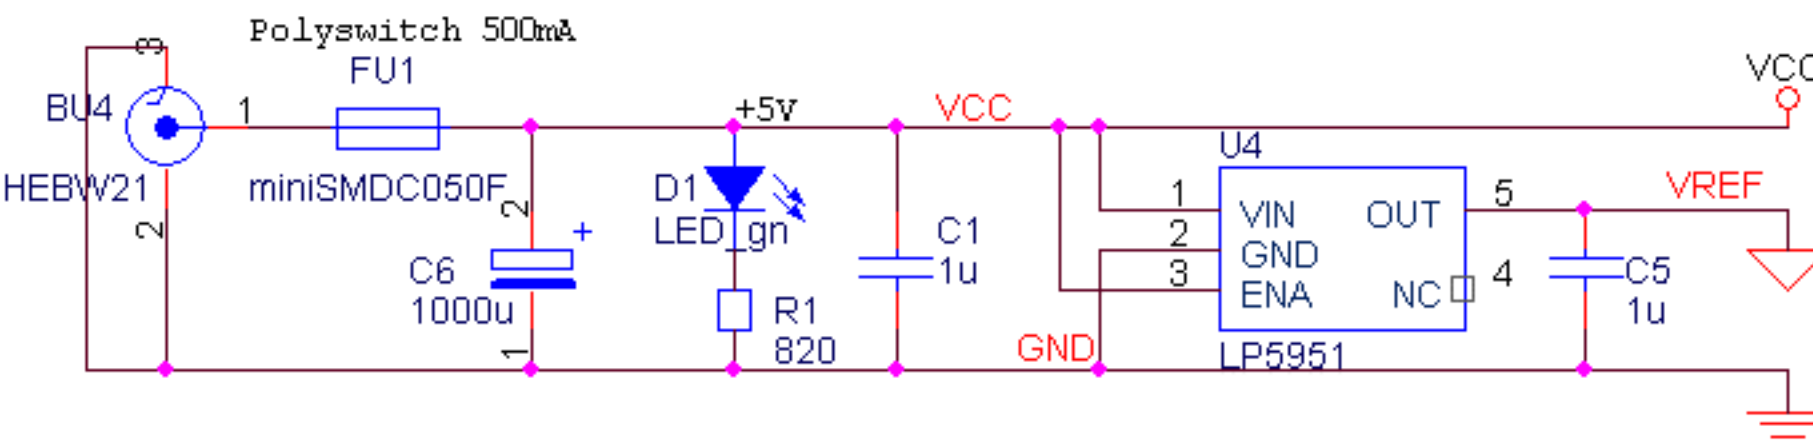 Polyswitch 500mA
FU1
3
BU4
1
HEBW21
miniSMDC050F
2
2
C6
1000u
+
1
+5V
D1
LED_gn
R1
820
VCC
C1
1u
GND
U4
1
2
3
VIN
GND
ENA
OUT
NC
5
4
LP5951
VREF
C5
1u
VCC